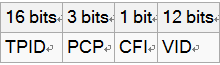 16 bits 3 bits 1 bit 12 bits
TPID PCP CFI VID